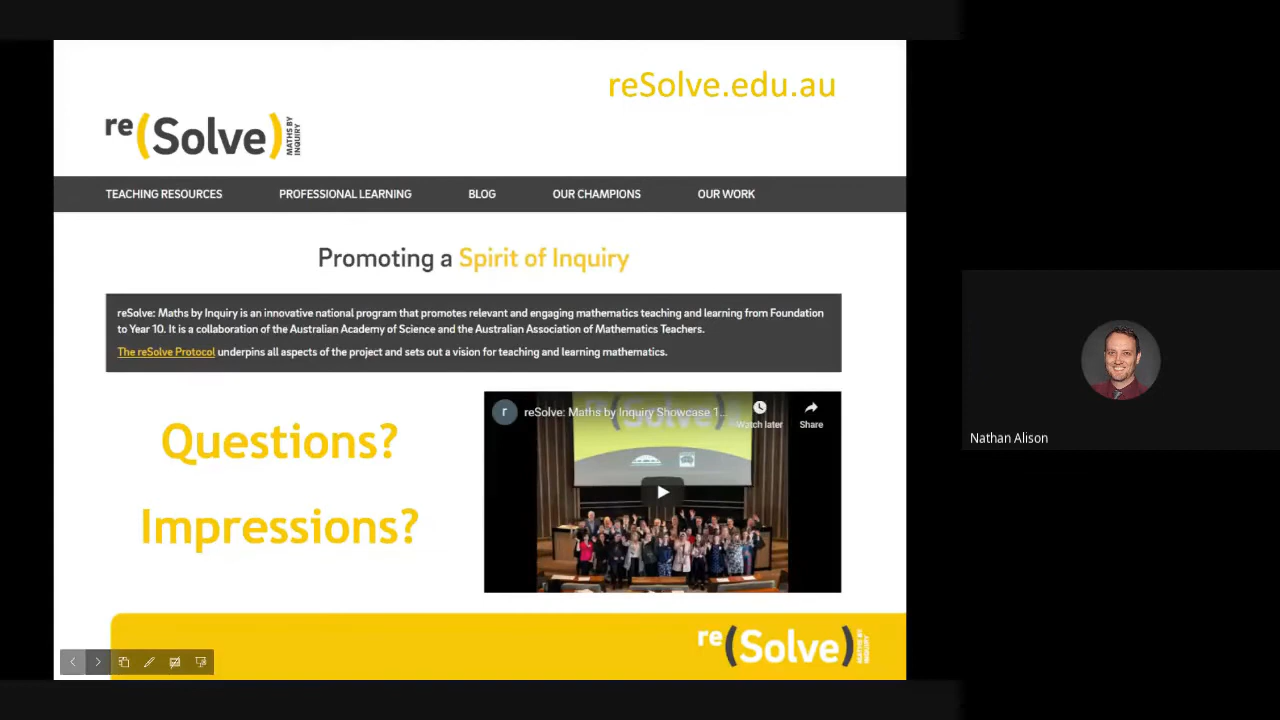 reSolve.edu.au
re(Solve) MATHS BY INQUIRY
TEACHING RESOURCES PROFESSIONAL LEARNING BLOG OUR CHAMPIONS OUR WORK
Promoting a Spirit of Inquiry
reSolve: Maths by Inquiry is an innovative national program that promotes relevant and engaging mathematics teaching and learning from Foundation
to Year 10. It is a collaboration of the Australian Academy of Science and the Australian Association of Mathematics Teachers.
The reSolve Protocol underpins all aspects of the project and sets out a vision for teaching and learning mathematics.
r reSolve: Maths by Inquiry Showcase 1...
Watch later Share
Questions?
Impressions?
Nathan Alison
re(Solve) MATHS BY INQUIRY